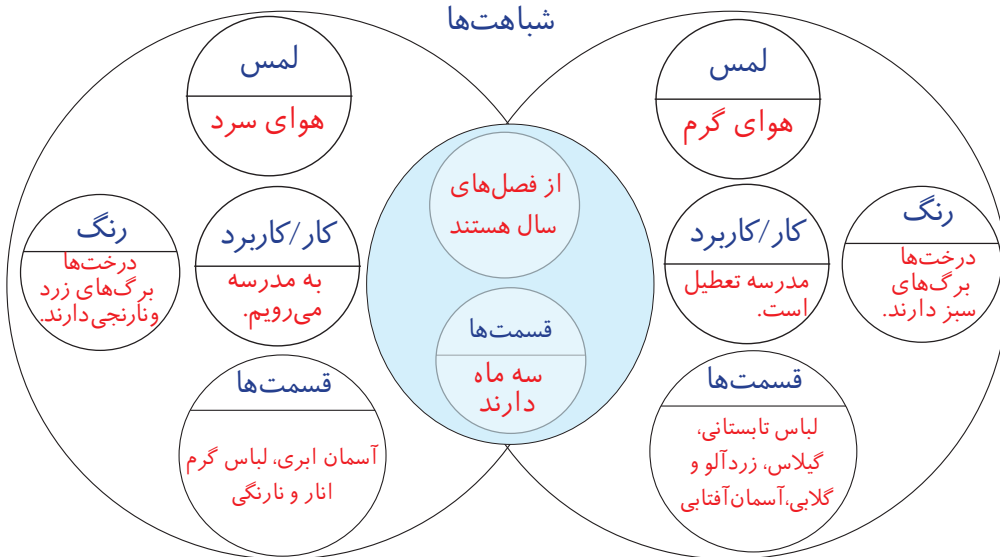 شباهت‌ها
لمس
هوای گرم
کار/کاربرد
مدرسه تعطیل
است.
رنگ
درخت‌ها
برگ‌های
سبز دارند.
قسمت‌ها
لباس تابستانی،
گیلاس، زردآلو و
گلابی،آسمان‌آفتابی
از فصل‌های
سال هستند
قسمت‌ها
سه ماه
دارند
لمس
هوای سرد
کار/کاربرد
به مدرسه
می‌رویم.
رنگ
درخت‌ها
برگ‌های زرد
ونارنجی‌دارند.
قسمت‌ها
آسمان ابری، لباس گرم
انار و نارنگی